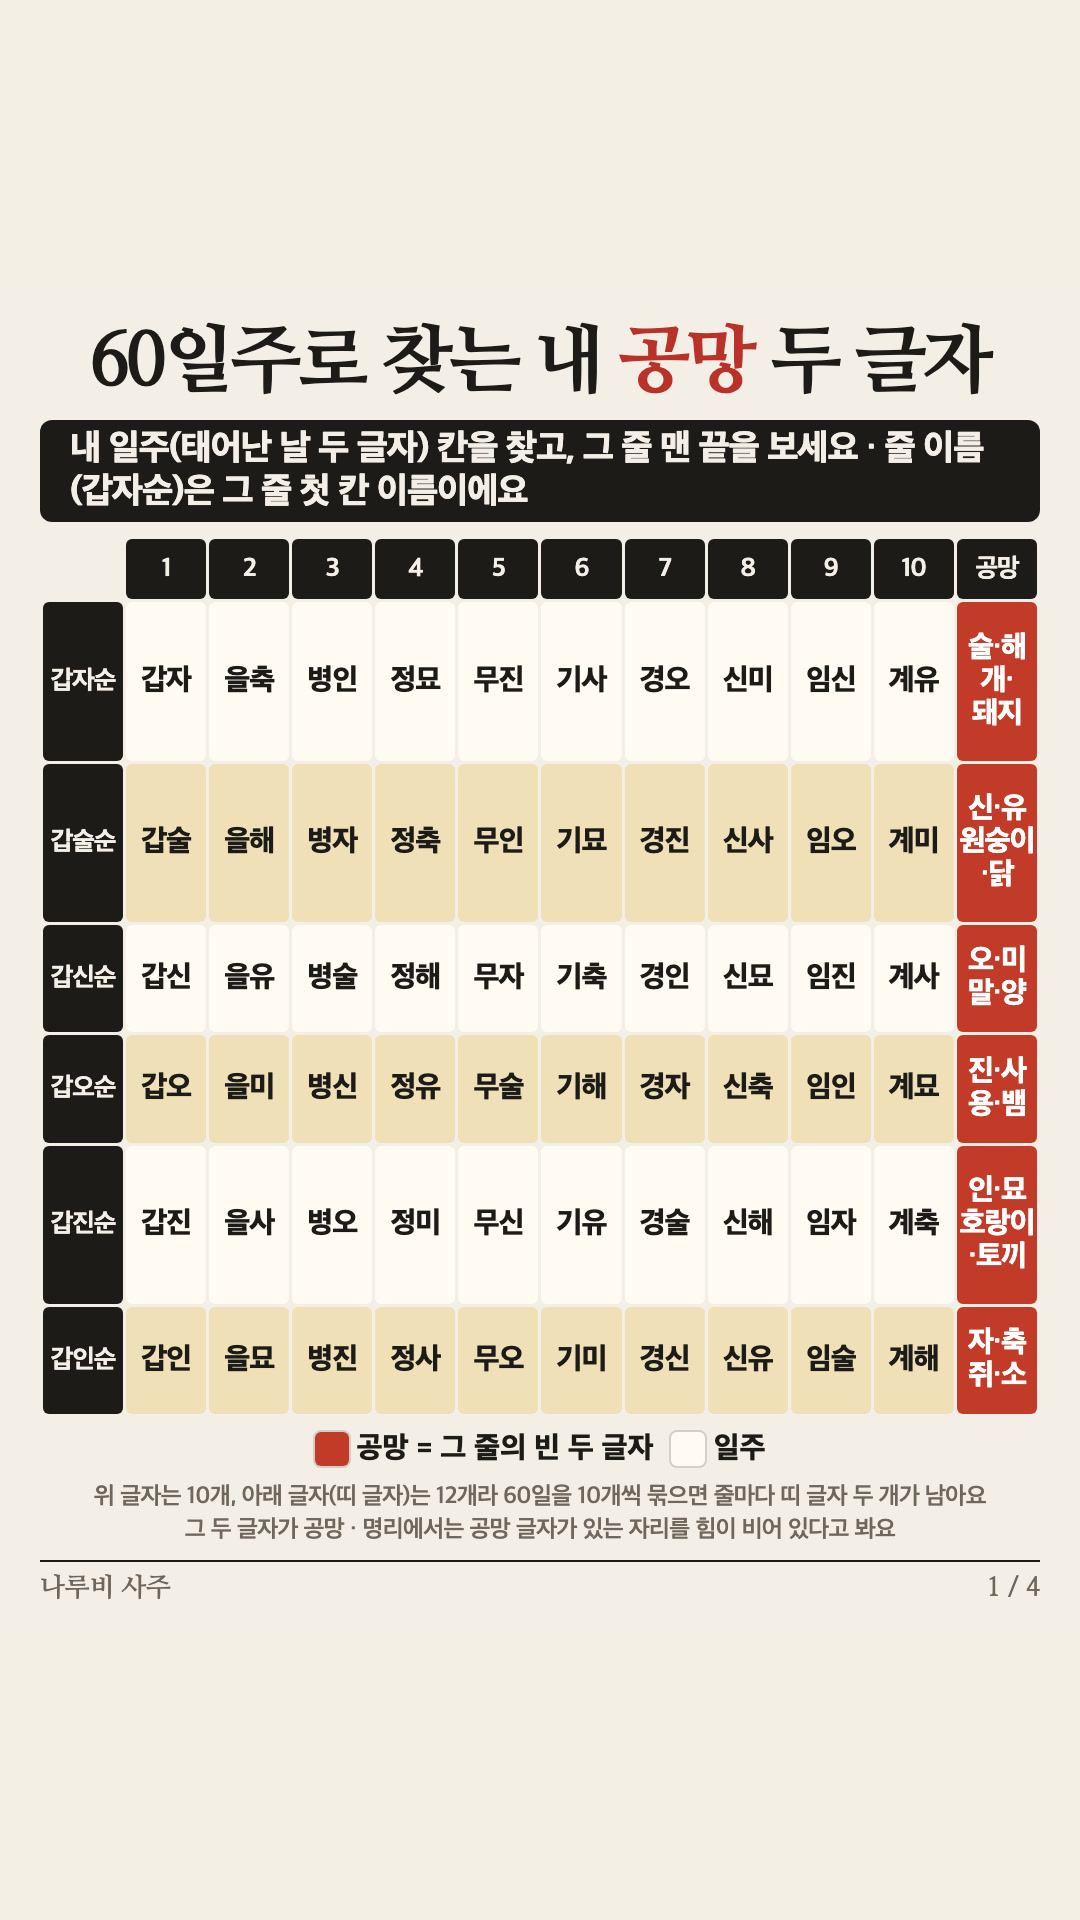 60일주로 찾는 내 공망 두 글자
내 일주(태어난 날 두 글자) 칸을 찾고, 그 줄 맨 끝을 보세요 · 줄 이름
(갑자순)은 그 줄 첫 칸 이름이에요
1 2 3 4 5 6 7 8 9 10 공망
갑자순 갑자 을축 병인 정묘 무진 기사 경오 신미 임신 계유 술·해
개·
돼지
갑술순 갑술 을해 병자 정축 무인 기묘 경진 신사 임오 계미 신·유
원숭이
·닭
갑신순 갑신 을유 병술 정해 무자 기축 경인 신묘 임진 계사 오·미
말·양
갑오순 갑오 을미 병신 정유 무술 기해 경자 신축 임인 계묘 진·사
용·뱀
갑진순 갑진 을사 병오 정미 무신 기유 경술 신해 임자 계축 인·묘
호랑이
·토끼
갑인순 갑인 을묘 병진 정사 무오 기미 경신 신유 임술 계해 자·축
쥐·소
공망 = 그 줄의 빈 두 글자 일주
위 글자는 10개, 아래 글자(띠 글자)는 12개라 60일을 10개씩 묶으면 줄마다 띠 글자 두 개가 남아요
그 두 글자가 공망 · 명리에서는 공망 글자가 있는 자리를 힘이 비어 있다고 봐요
나루비 사주 1 / 4